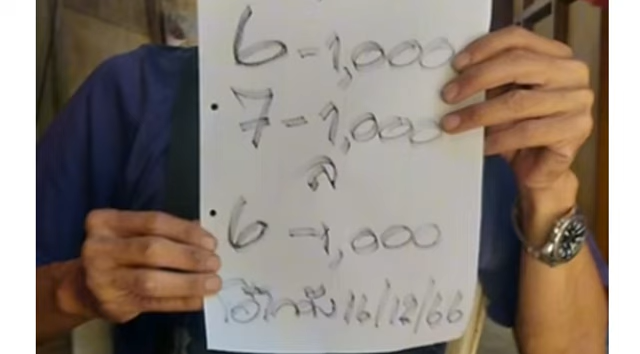 6 = 1,000
7 = 1,000
ล
6 = 1,000
16/12/66